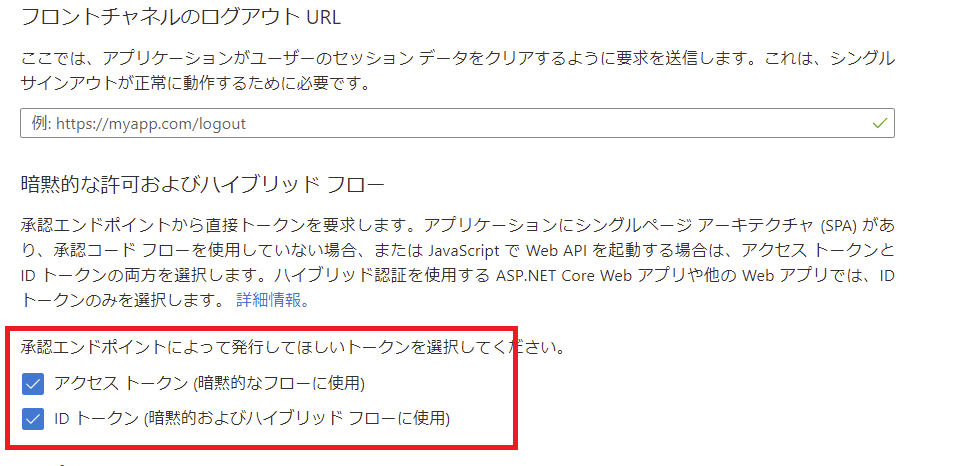 フロントチャネルのログアウト URL
ここでは、アプリケーションがユーザーのセッション データをクリアするように要求を送信します。これは、シングル
サインアウトが正常に動作するために必要です。
例: https://myapp.com/logout
暗黙的な許可およびハイブリッド フロー
承認エンドポイントから直接トークンを要求します。アプリケーションにシングルページ アーキテクチャ (SPA) があ
り、承認コード フローを使用していない場合、または JavaScript で Web API を起動する場合は、アクセス トークンと
ID トークンの両方を選択します。ハイブリッド認証を使用する ASP.NET Core Web アプリや他の Web アプリでは、ID
トークンのみを選択します。 詳細情報。
承認エンドポイントによって発行してほしいトークンを選択してください。
アクセス トークン (暗黙的なフローに使用)
ID トークン (暗黙的およびハイブリッド フローに使用)